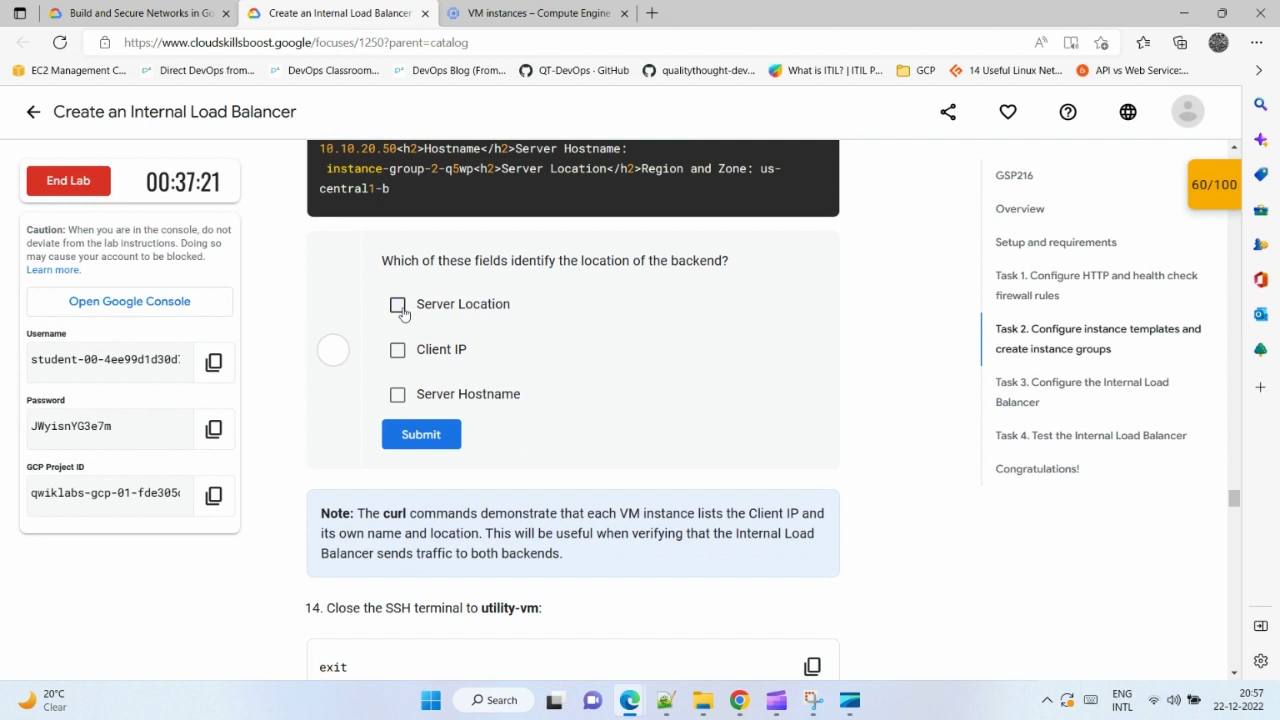 Build and Secure Networks in Go
Create an Internal Load Balancer
VM instances – Compute Engine
https://www.cloudskillsboost.google/focuses/1250?parent=catalog
EC2 Management C...
Direct DevOps from...
DevOps Classroom...
DevOps Blog (From...
QT-DevOps · GitHub
qualitythought-dev...
What is ITIL? | ITIL P...
GCP
14 Useful Linux Net...
API vs Web Service:...
Create an Internal Load Balancer
End Lab
00:37:21
Caution: When you are in the console, do not
deviate from the lab instructions. Doing so
may cause your account to be blocked.
Learn more.
Open Google Console
Username
student-00-4ee99d1d30d
Password
JWyisnYG3e7m
GCP Project ID
qwiklabs-gcp-01-fde305
10.10.20.50<h2>Hostname</h2>Server Hostname:
instance-group-2-q5wp<h2>Server Location</h2>Region and Zone: us-
central1-b
Which of these fields identify the location of the backend?
Server Location
Client IP
Server Hostname
Submit
Note: The curl commands demonstrate that each VM instance lists the Client IP and
its own name and location. This will be useful when verifying that the Internal Load
Balancer sends traffic to both backends.
14. Close the SSH terminal to utility-vm:
exit
GSP216
Overview
Setup and requirements
Task 1. Configure HTTP and health check
firewall rules
Task 2. Configure instance templates and
create instance groups
Task 3. Configure the Internal Load
Balancer
Task 4. Test the Internal Load Balancer
Congratulations!
60/100
20°C
Clear
Search
ENG
INTL
20:57
22-12-2022